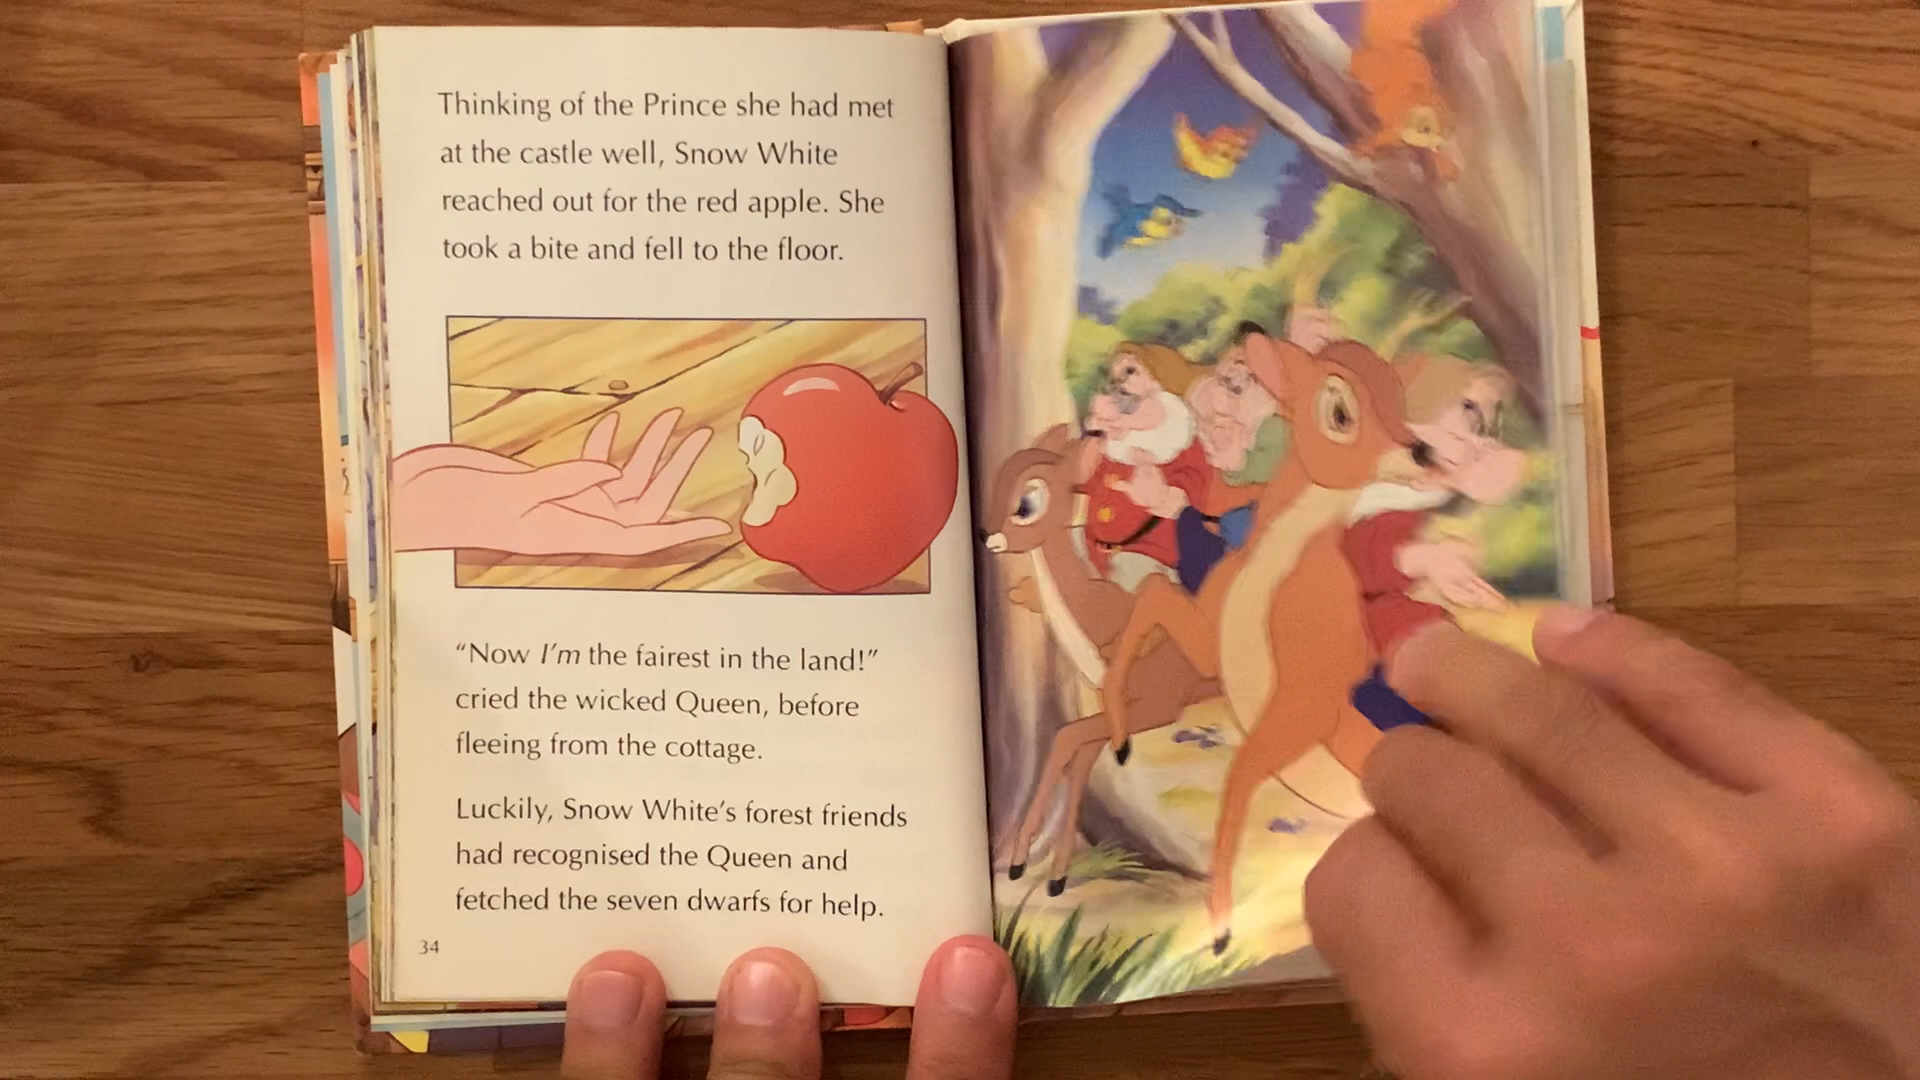 Thinking of the Prince she had met
at the castle well, Snow White
reached out for the red apple. She
took a bite and fell to the floor.
“Now I’m the fairest in the land!”
cried the wicked Queen, before
fleeing from the cottage.
Luckily, Snow White’s forest friends
had recognised the Queen and
fetched the seven dwarfs for help.
34